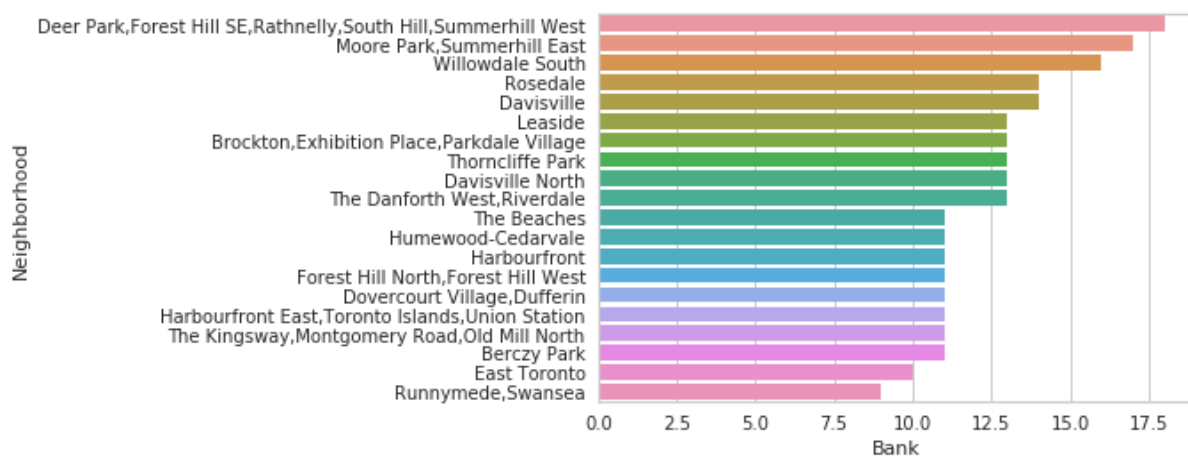 Deer Park,Forest Hill SE,Rathnelly,South Hill,Summerhill West
Moore Park,Summerhill East
Willowdale South
Rosedale
Davisville
Leaside
Brockton,Exhibition Place,Parkdale Village
Thorncliffe Park
Davisville North
The Danforth West,Riverdale
The Beaches
Humewood-Cedarvale
Harbourfront
Forest Hill North,Forest Hill West
Dovercourt Village,Dufferin
Harbourfront East,Toronto Islands,Union Station
The Kingsway,Montgomery Road,Old Mill North
Berczy Park
East Toronto
Runnymede,Swansea
Neighborhood
0.0 2.5 5.0 7.5 10.0 12.5 15.0 17.5
Bank